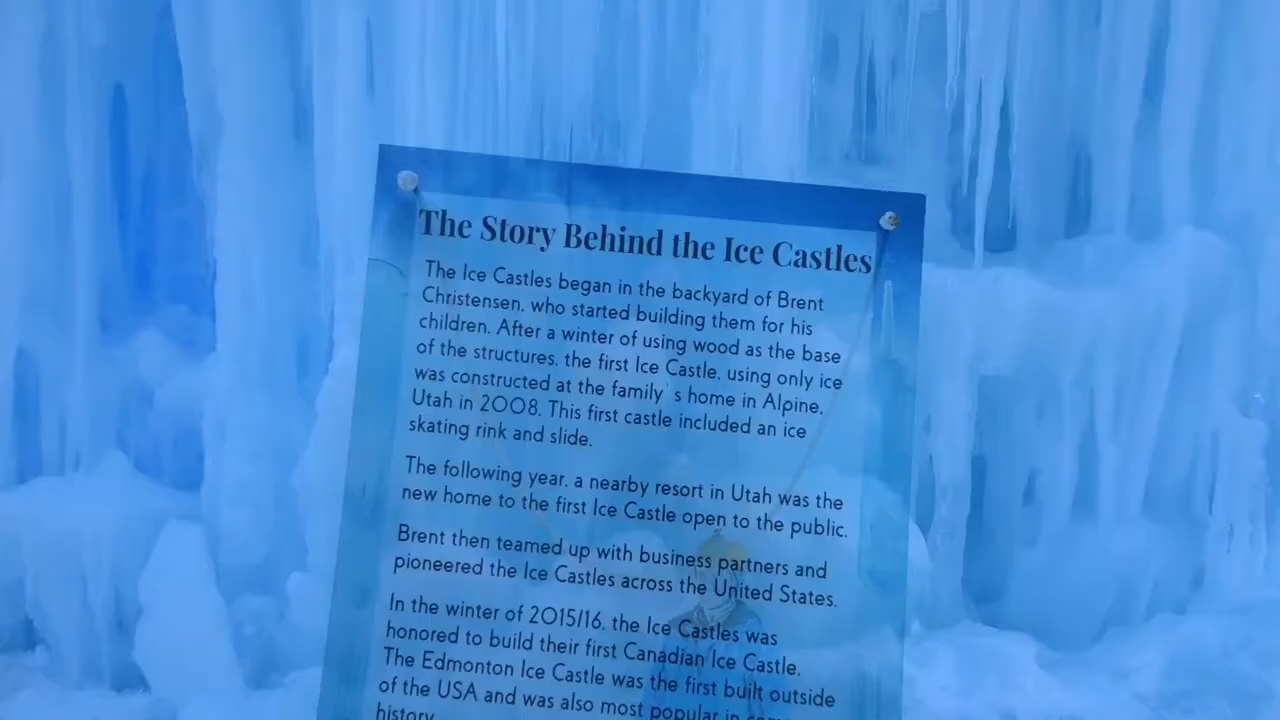 The Story Behind the Ice Castles
The Ice Castles began in the backyard of Brent
Christensen, who started building them for his
children. After a winter of using wood as the base
of the structures, the first Ice Castle, using only ice
was constructed at the family's home in Alpine,
Utah in 2008. This first castle included an ice
skating rink and slide.
The following year, a nearby resort in Utah was the
new home to the first Ice Castle open to the public.
Brent then teamed up with business partners and
pioneered the Ice Castles across the United States.
In the winter of 2015/16, the Ice Castles was
honored to build their first Canadian Ice Castle.
The Edmonton Ice Castle was the first built outside
of the USA and was also most popular in
history